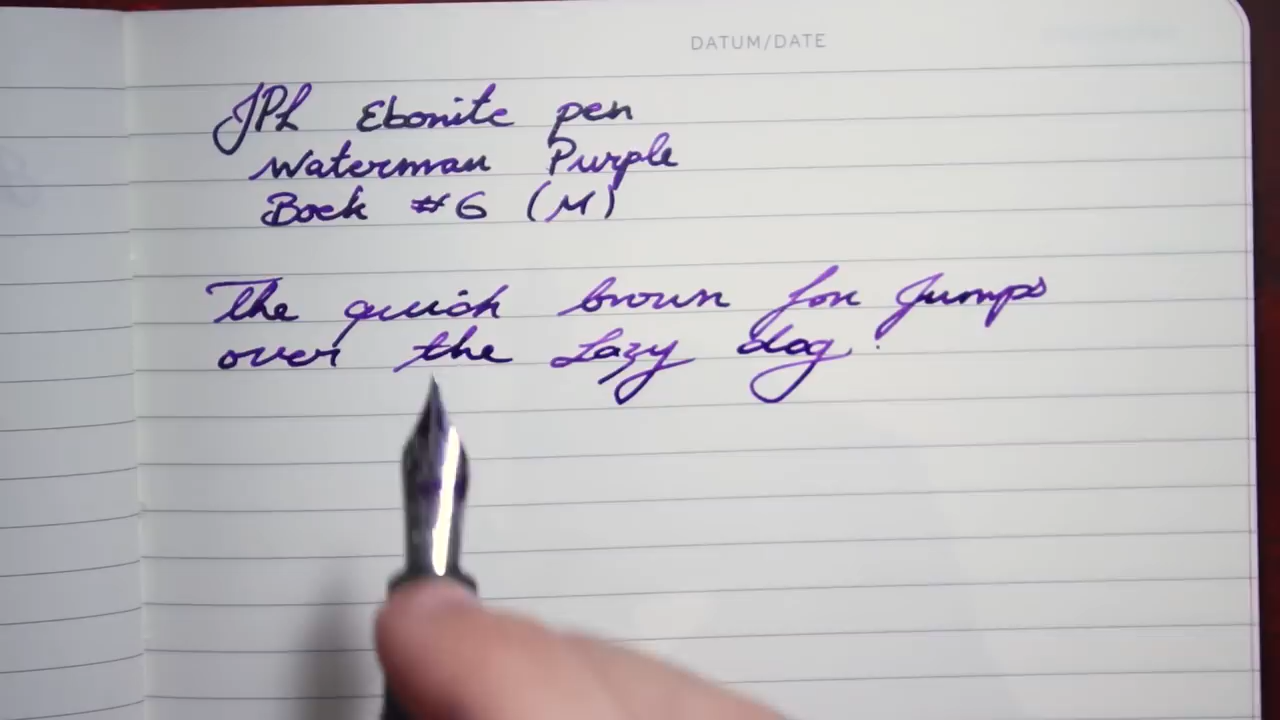 DATUM/DATE
JPL Ebonite pen
Waterman Purple
Bock #6 (M)
The quick brown fox jumps
over the Lazy dog.